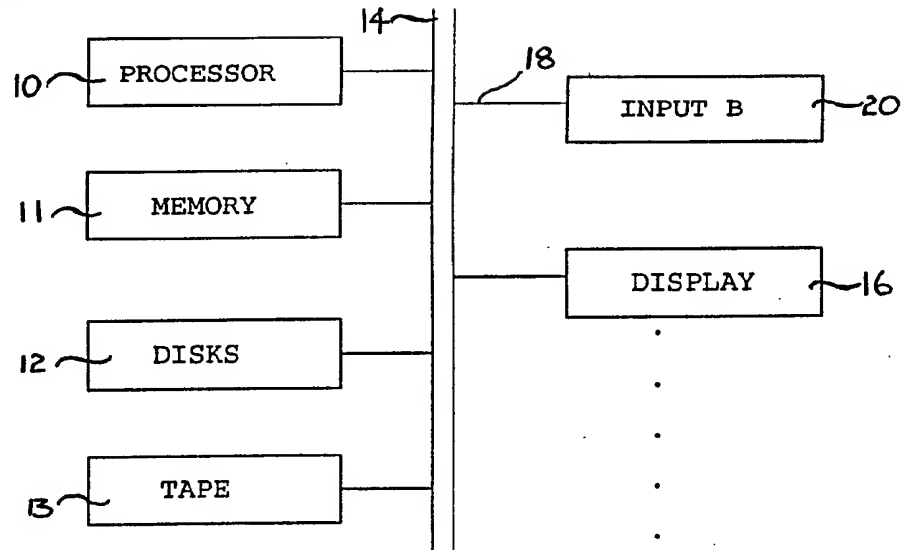 14
10 PROCESSOR
18
INPUT B 20
11 MEMORY
DISPLAY 16
12 DISKS
13 TAPE